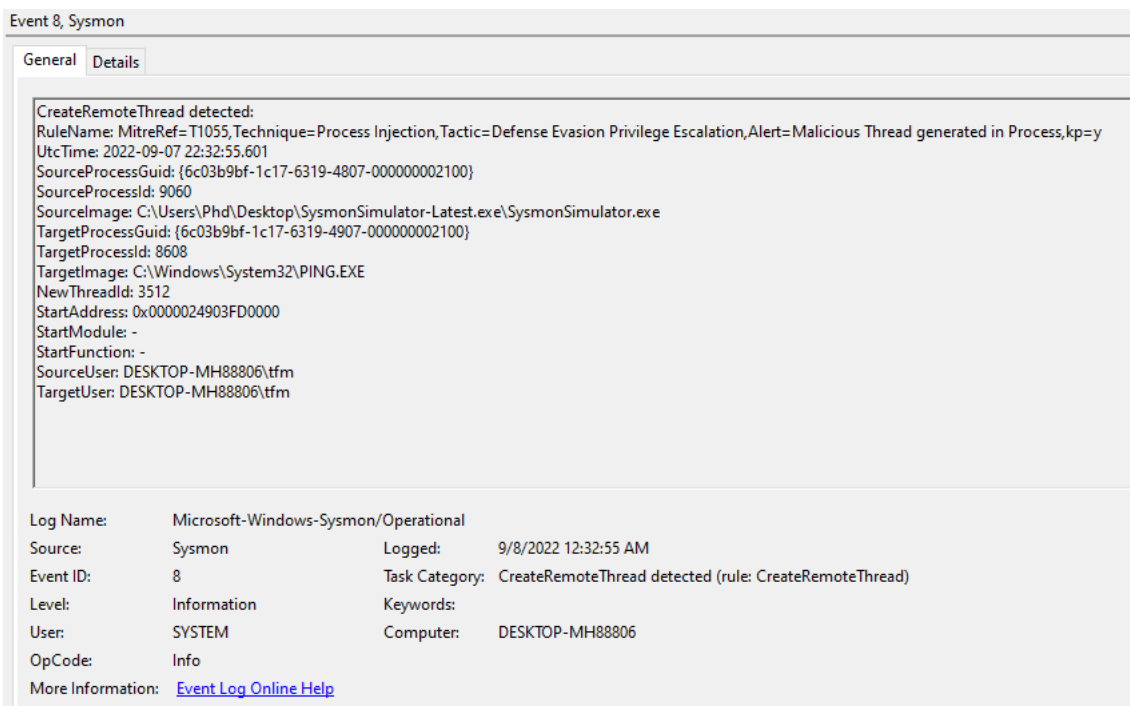 Event 8, Sysmon
General Details
CreateRemoteThread detected:
RuleName: MitreRef=T1055,Technique=Process Injection,Tactic=Defense Evasion Privilege Escalation,Alert=Malicious Thread generated in Process,kp=y
UtcTime: 2022-09-07 22:32:55.601
SourceProcessGuid: {6c03b9bf-1c17-6319-4807-000000002100}
SourceProcessId: 9060
SourceImage: C:\Users\Phd\Desktop\SysmonSimulator-Latest.exe\SysmonSimulator.exe
TargetProcessGuid: {6c03b9bf-1c17-6319-4907-000000002100}
TargetProcessId: 8608
TargetImage: C:\Windows\System32\PING.EXE
NewThreadId: 3512
StartAddress: 0x0000024903FD0000
StartModule: -
StartFunction: -
SourceUser: DESKTOP-MH88806\tfm
TargetUser: DESKTOP-MH88806\tfm
Log Name: Microsoft-Windows-Sysmon/Operational
Source: Sysmon Logged: 9/8/2022 12:32:55 AM
Event ID: 8 Task Category: CreateRemoteThread detected (rule: CreateRemoteThread)
Level: Information Keywords:
User: SYSTEM Computer: DESKTOP-MH88806
OpCode: Info
More Information: Event Log Online Help